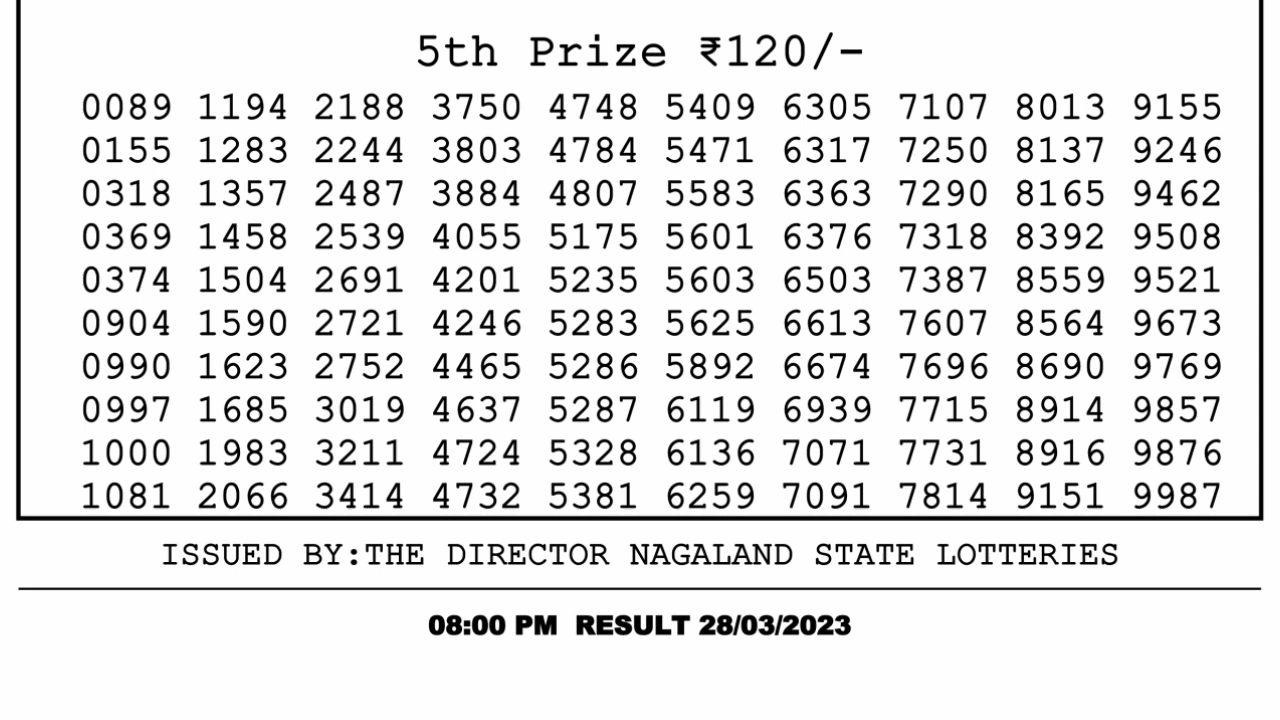 5th Prize ₹120/-
0089 1194 2188 3750 4748 5409 6305 7107 8013 9155
0155 1283 2244 3803 4784 5471 6317 7250 8137 9246
0318 1357 2487 3884 4807 5583 6363 7290 8165 9462
0369 1458 2539 4055 5175 5601 6376 7318 8392 9508
0374 1504 2691 4201 5235 5603 6503 7387 8559 9521
0904 1590 2721 4246 5283 5625 6613 7607 8564 9673
0990 1623 2752 4465 5286 5892 6674 7696 8690 9769
0997 1685 3019 4637 5287 6119 6939 7715 8914 9857
1000 1983 3211 4724 5328 6136 7071 7731 8916 9876
1081 2066 3414 4732 5381 6259 7091 7814 9151 9987
ISSUED BY:THE DIRECTOR NAGALAND STATE LOTTERIES
08:00 PM RESULT 28/03/2023